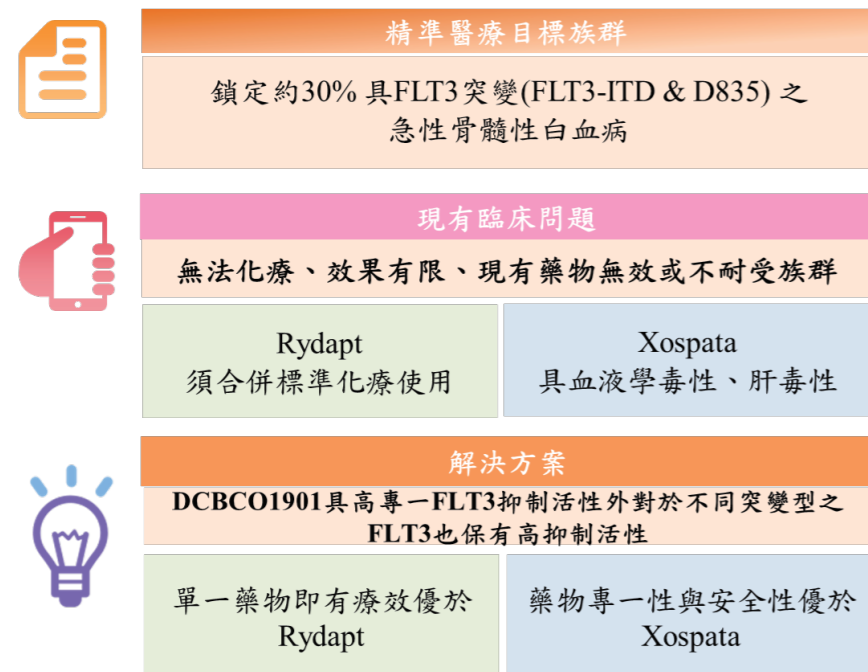 精準醫療目標族群
鎖定約30% 具FLT3突變(FLT3-ITD & D835) 之
急性骨髓性白血病
現有臨床問題
無法化療、效果有限、現有藥物無效或不耐受族群
Rydapt
須合併標準化療使用
Xospata
具血液學毒性、肝毒性
解決方案
DCBCO1901具高專一FLT3抑制活性外對於不同突變型之
FLT3也保有高抑制活性
單一藥物即有療效優於
Rydapt
藥物專一性與安全性優於
Xospata